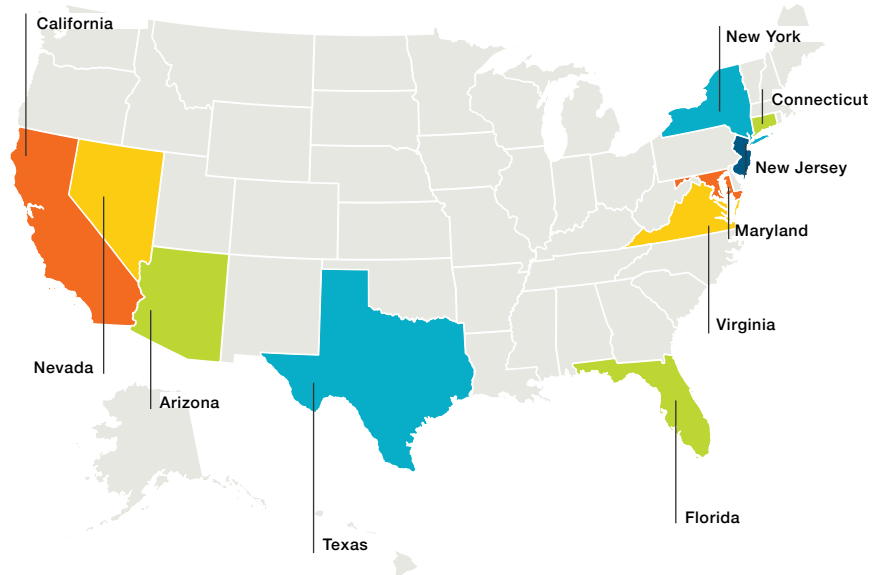 California
New York
Connecticut
New Jersey
Maryland
Virginia
Nevada
Arizona
Florida
Texas